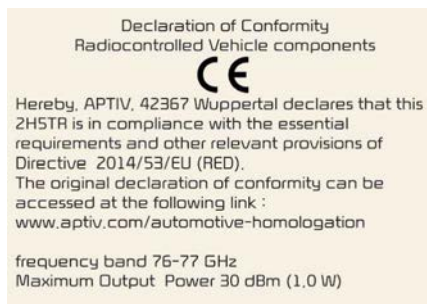 Declaration of Conformity
Radiocontrolled Vehicle components
CE
Hereby, APTIV, 42367 Wuppertal declares that this
2H5TR is in compliance with the essential
requirements and other relevant provisions of
Directive 2014/53/EU (RED).
The original declaration of conformity can be
accessed at the following link :
www.aptiv.com/automotive-homologation
frequency band 76-77 GHz
Maximum Output Power 30 dBm (1.0 W)